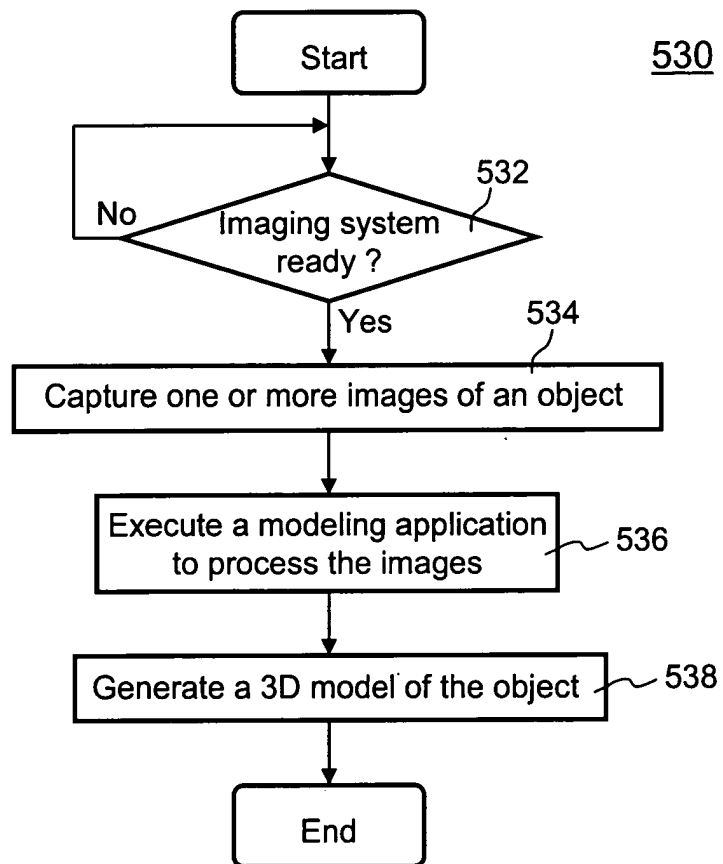 Start
530
532
No
Imaging system
ready ?
Yes
534
Capture one or more images of an object
Execute a modeling application
to process the images
536
Generate a 3D model of the object
538
End